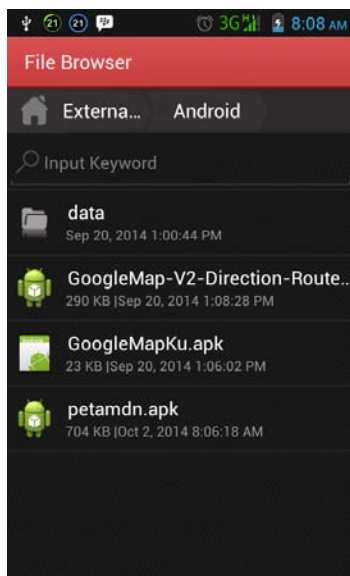 21 21 3G H 8:08 AM
File Browser
Externa... Android
Input Keyword
data
Sep 20, 2014 1:00:44 PM
GoogleMap-V2-Direction-Route...
290 KB |Sep 20, 2014 1:08:28 PM
GoogleMapKu.apk
23 KB |Sep 20, 2014 1:06:02 PM
petamdn.apk
704 KB |Oct 2, 2014 8:06:18 AM